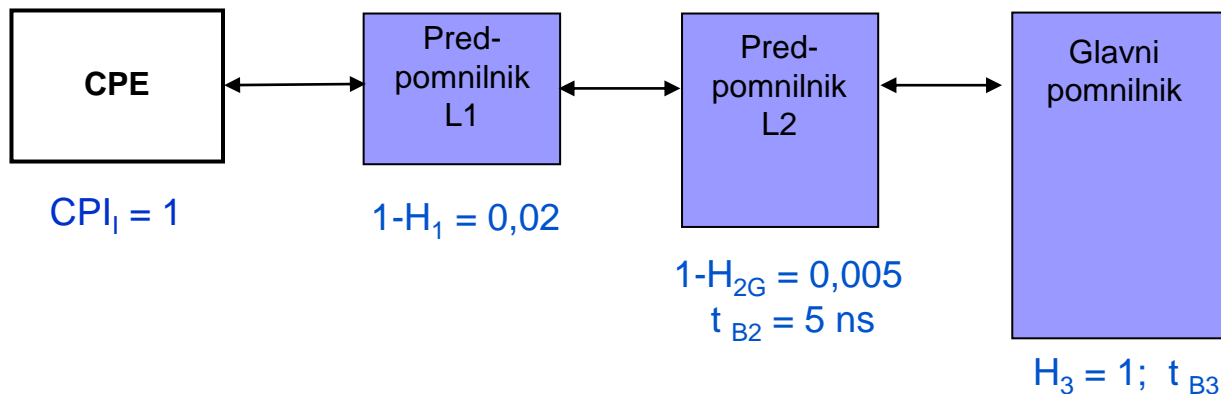 CPE
Pred-
pomnilnik
L1
Pred-
pomnilnik
L2
Glavni
pomnilnik
CPI_I = 1
1-H_1 = 0,02
1-H_2G = 0,005
t_B2 = 5 ns
H_3 = 1; t_B3